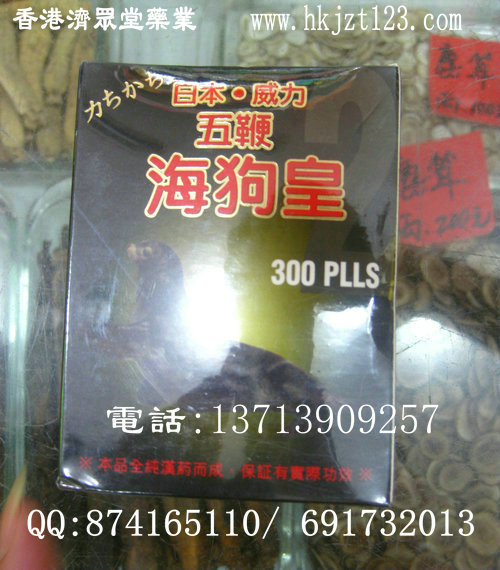 香港濟眾堂藥業
www.hkjzt123.com
力ちかち
日本·威力
五鞭
海狗皇
300 PLLS
電話:13713909257
※ 本品全純漢药而成，保証有實際功效 ※
QQ:874165110/ 691732013